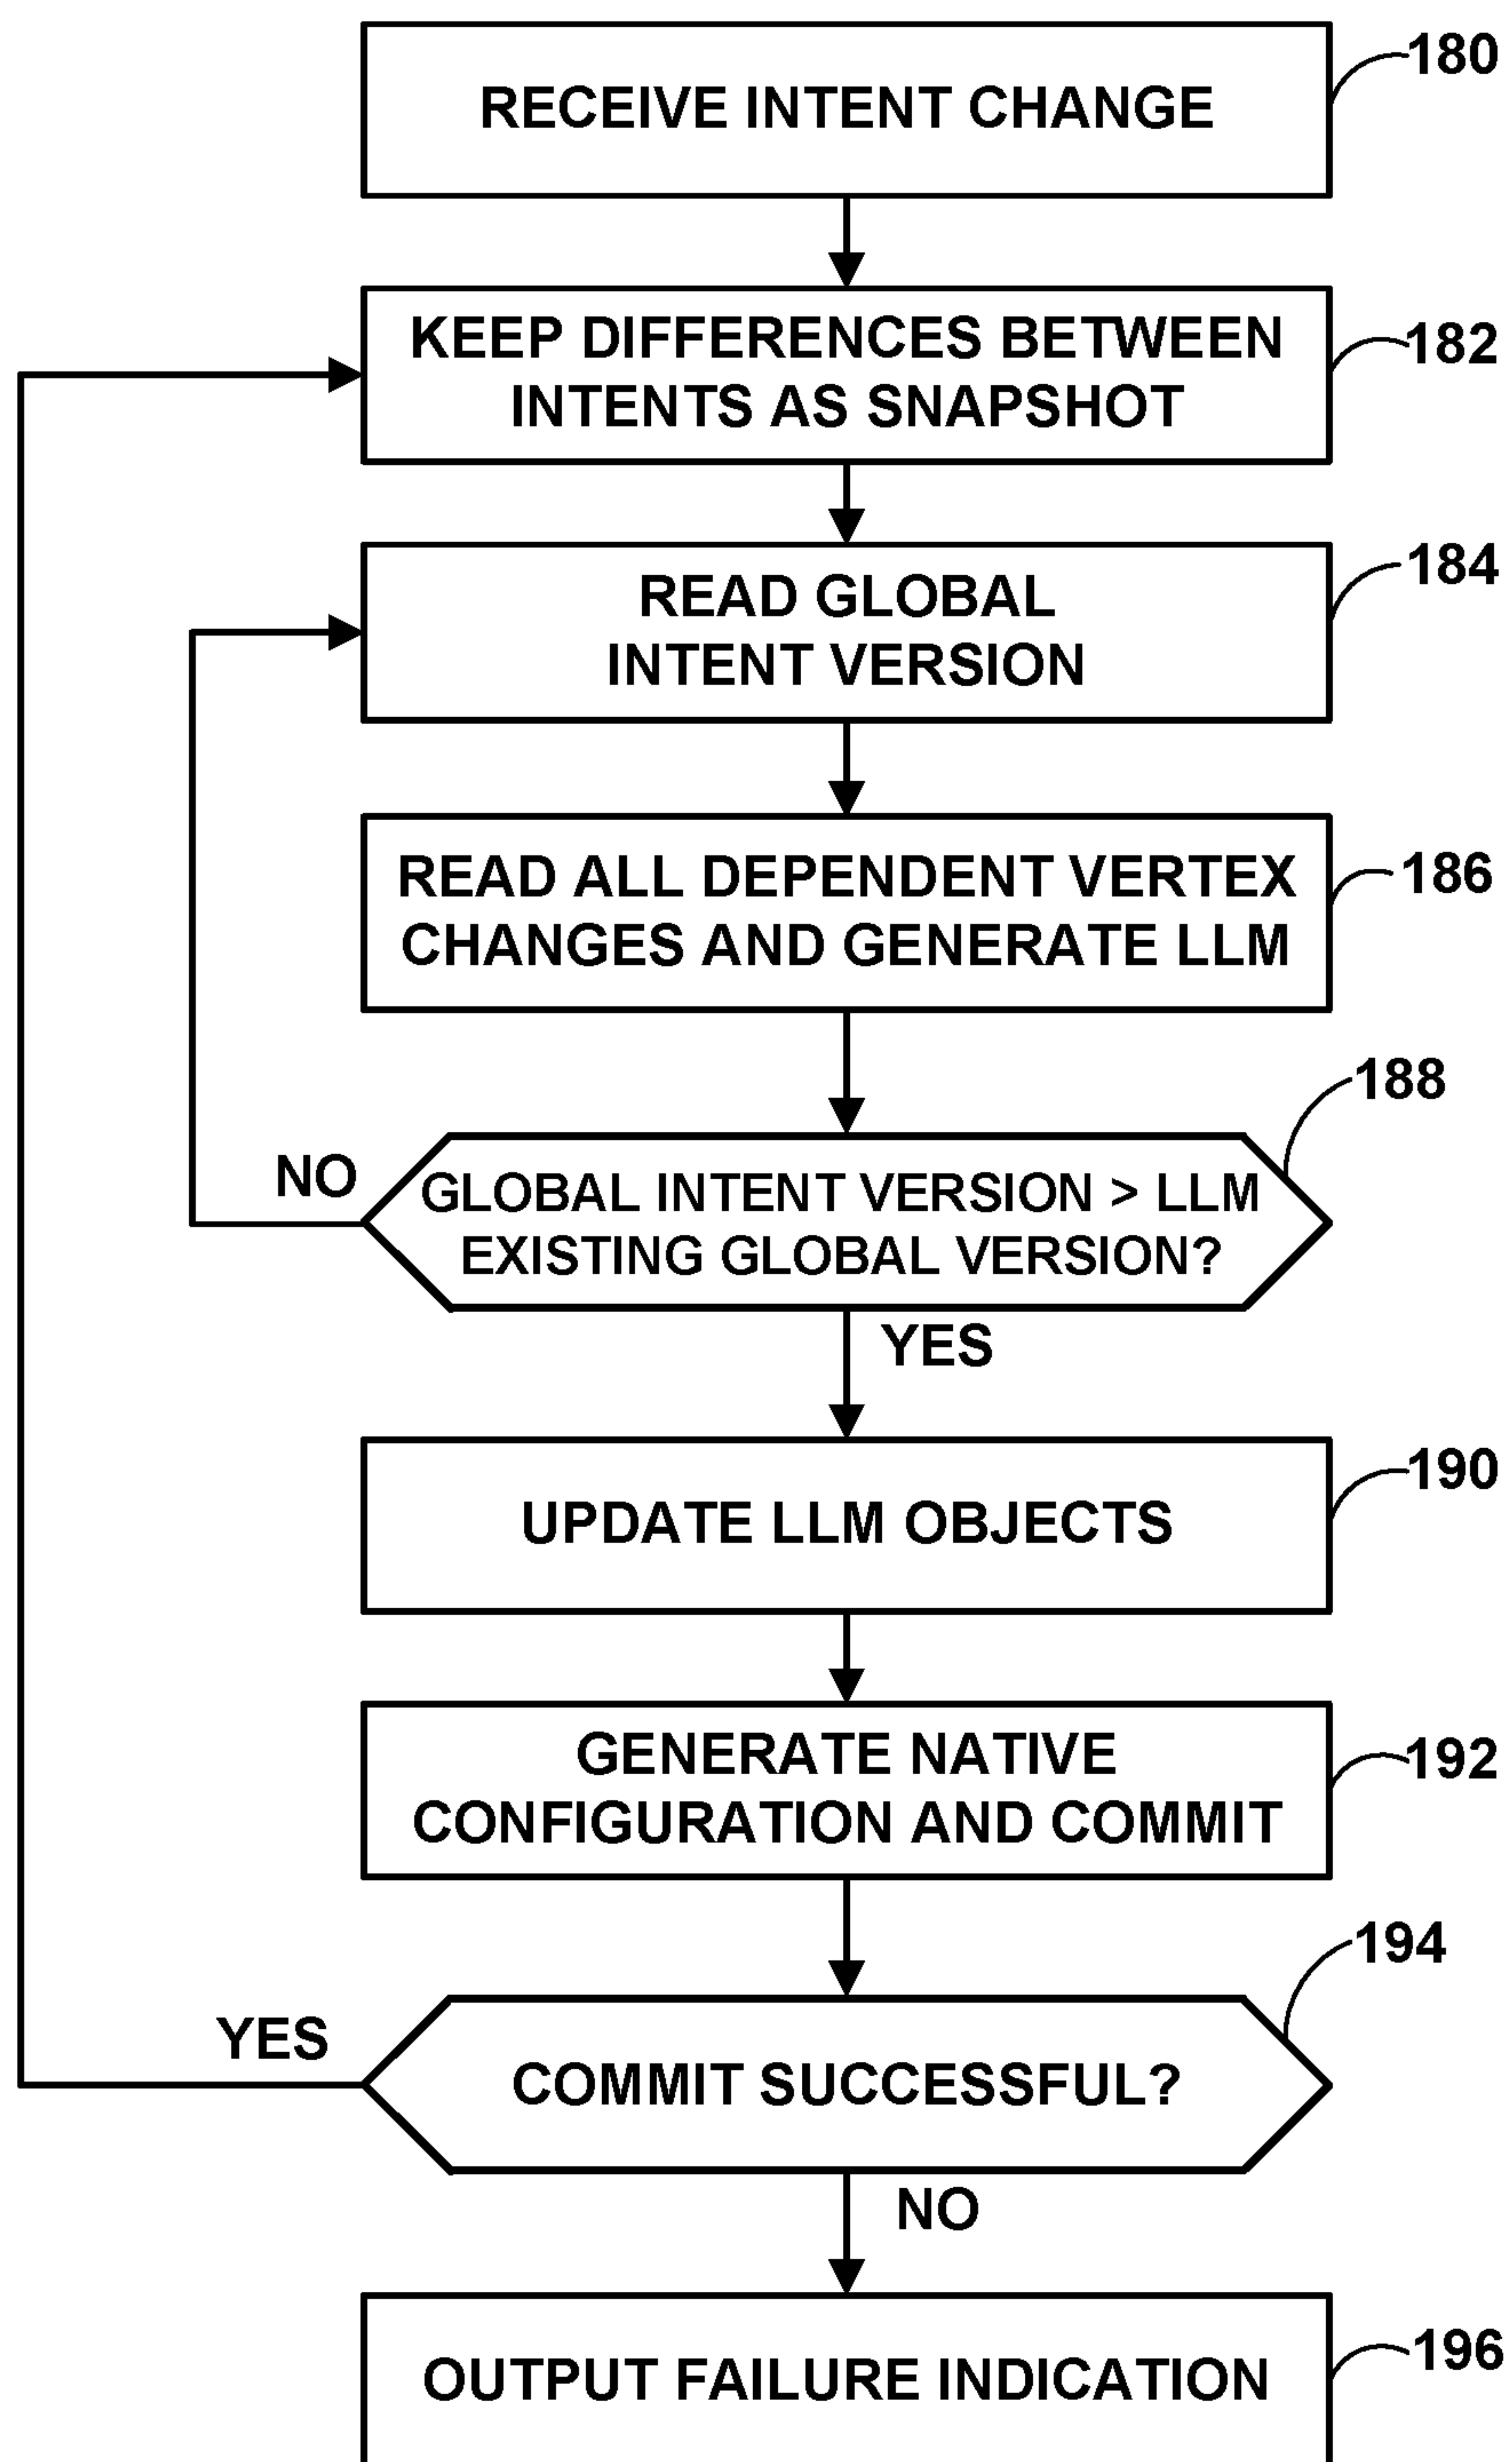 RECEIVE INTENT CHANGE
180
KEEP DIFFERENCES BETWEEN
INTENTS AS SNAPSHOT
182
READ GLOBAL
INTENT VERSION
184
READ ALL DEPENDENT VERTEX
CHANGES AND GENERATE LLM
186
188
NO
GLOBAL INTENT VERSION > LLM
EXISTING GLOBAL VERSION?
YES
190
UPDATE LLM OBJECTS
GENERATE NATIVE
CONFIGURATION AND COMMIT
192
194
YES
COMMIT SUCCESSFUL?
NO
OUTPUT FAILURE INDICATION
196